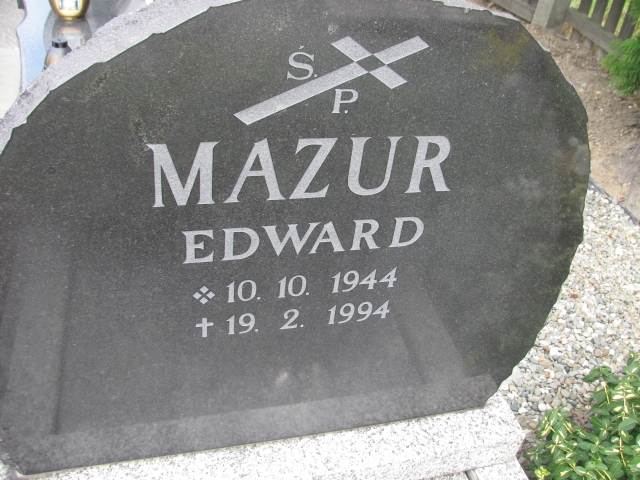 Ś.
P.
MAZUR
EDWARD
10. 10. 1944
✝ 19. 2. 1994